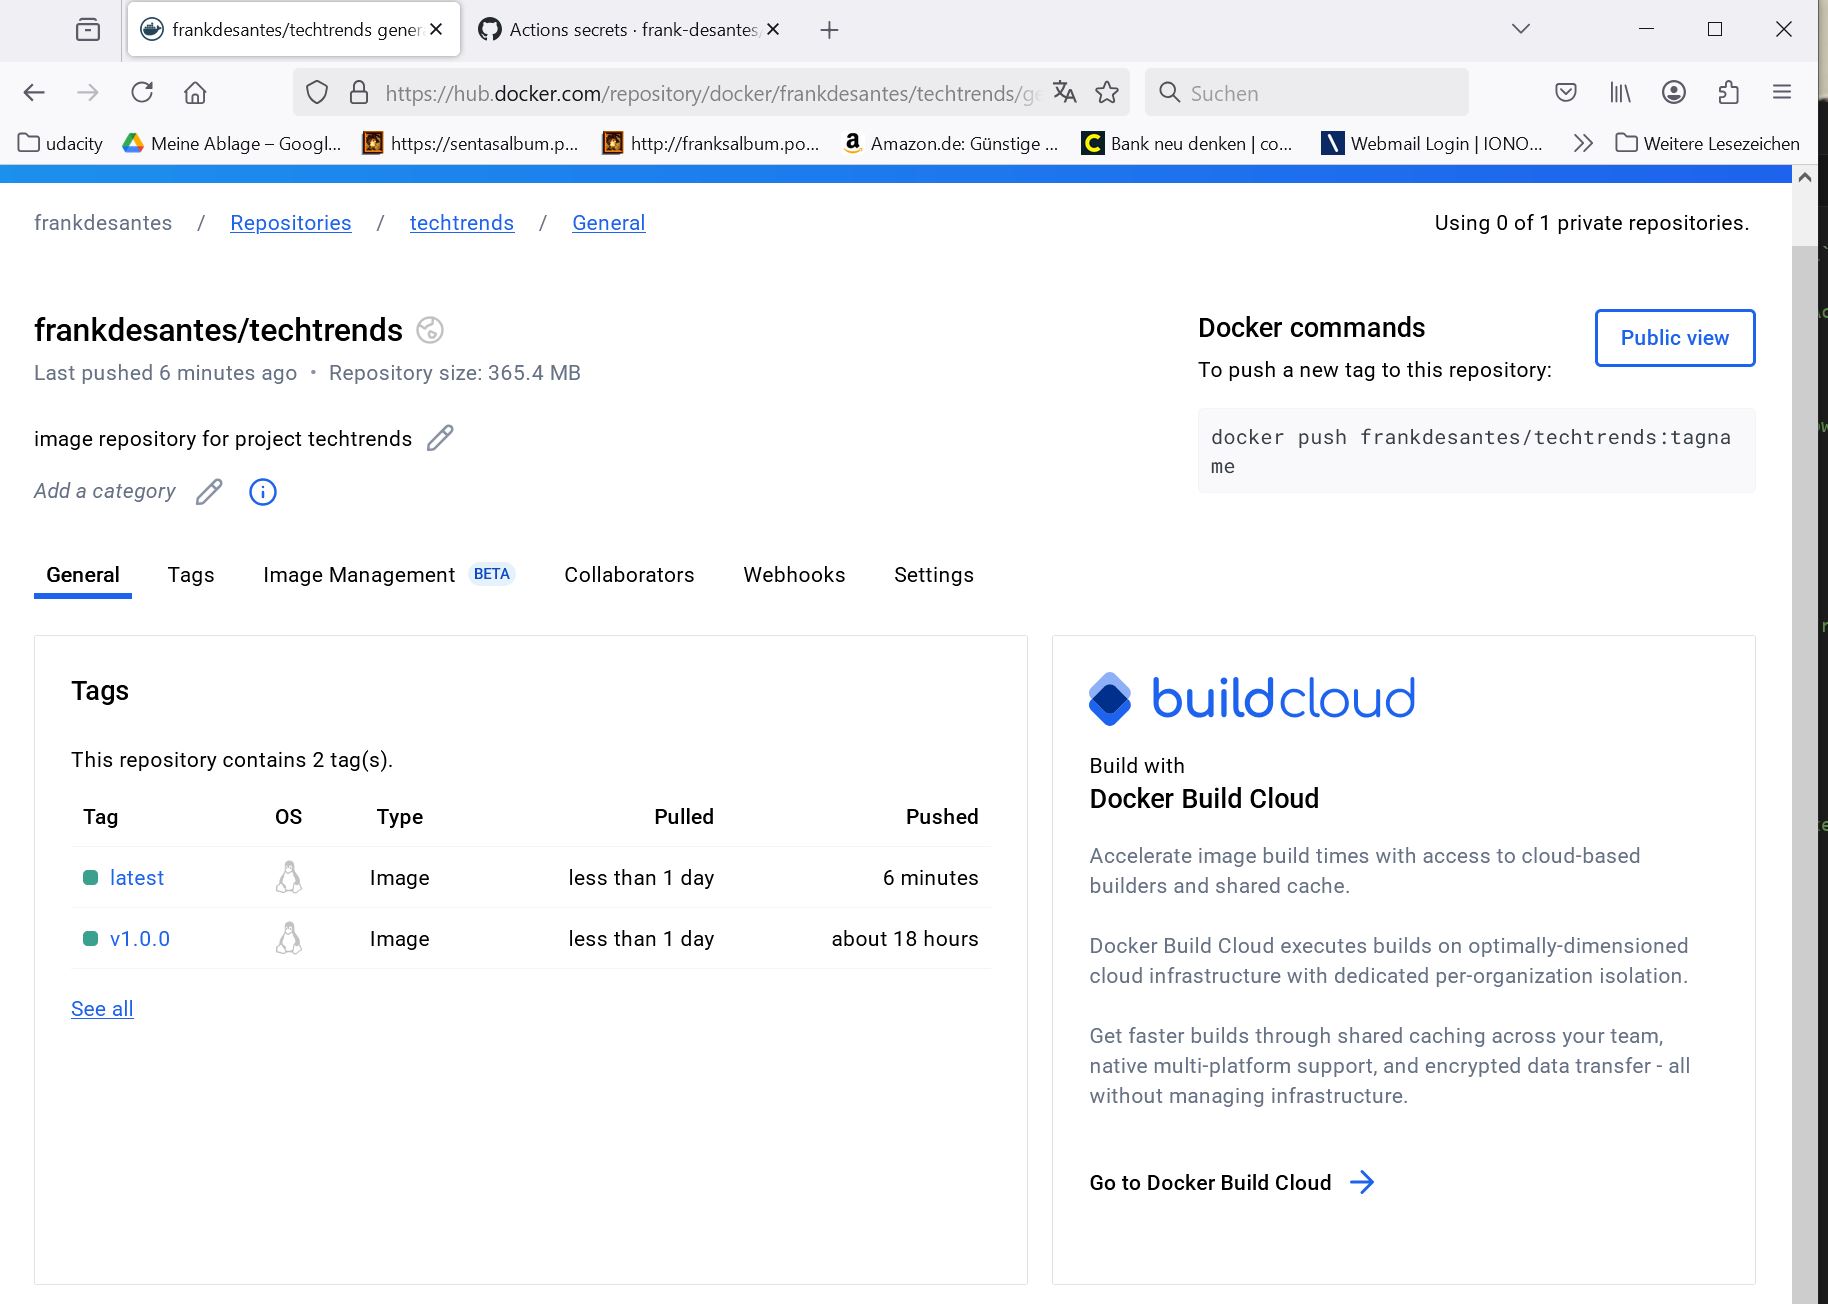 frankdesantes/techtrends gener
Actions secrets · frank-desantes/
https://hub.docker.com/repository/docker/frankdesantes/techtrends/ge
Suchen
udacity
Meine Ablage – Googl...
https://sentasalbum.p...
http://franksalbum.po...
Amazon.de: Günstige ...
Bank neu denken | co...
Webmail Login | IONO...
Weitere Lesezeichen
frankdesantes / Repositories / techtrends / General
Using 0 of 1 private repositories.
frankdesantes/techtrends
Last pushed 6 minutes ago • Repository size: 365.4 MB
image repository for project techtrends
Add a category
Docker commands
Public view
To push a new tag to this repository:
docker push frankdesantes/techtrends:tagna
me
General Tags Image Management BETA Collaborators Webhooks Settings
Tags
This repository contains 2 tag(s).
Tag OS Type Pulled Pushed
latest Image less than 1 day 6 minutes
v1.0.0 Image less than 1 day about 18 hours
See all
buildcloud
Build with
Docker Build Cloud
Accelerate image build times with access to cloud-based
builders and shared cache.
Docker Build Cloud executes builds on optimally-dimensioned
cloud infrastructure with dedicated per-organization isolation.
Get faster builds through shared caching across your team,
native multi-platform support, and encrypted data transfer - all
without managing infrastructure.
Go to Docker Build Cloud